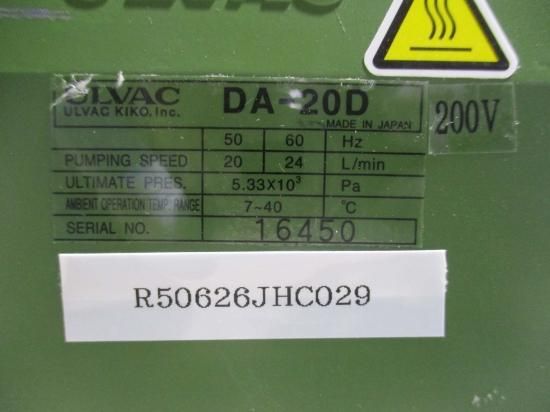 ULVAC
ULVAC DA-20D
ULVAC KIKO, Inc. MADE IN JAPAN
200V
50 60 Hz
PUMPING SPEED 20 24 L/min
ULTIMATE PRES. 5.33X10³ Pa
AMBIENT OPERATION TEMP. RANGE 7~40 ℃
SERIAL NO. 16450
R50626JHC029